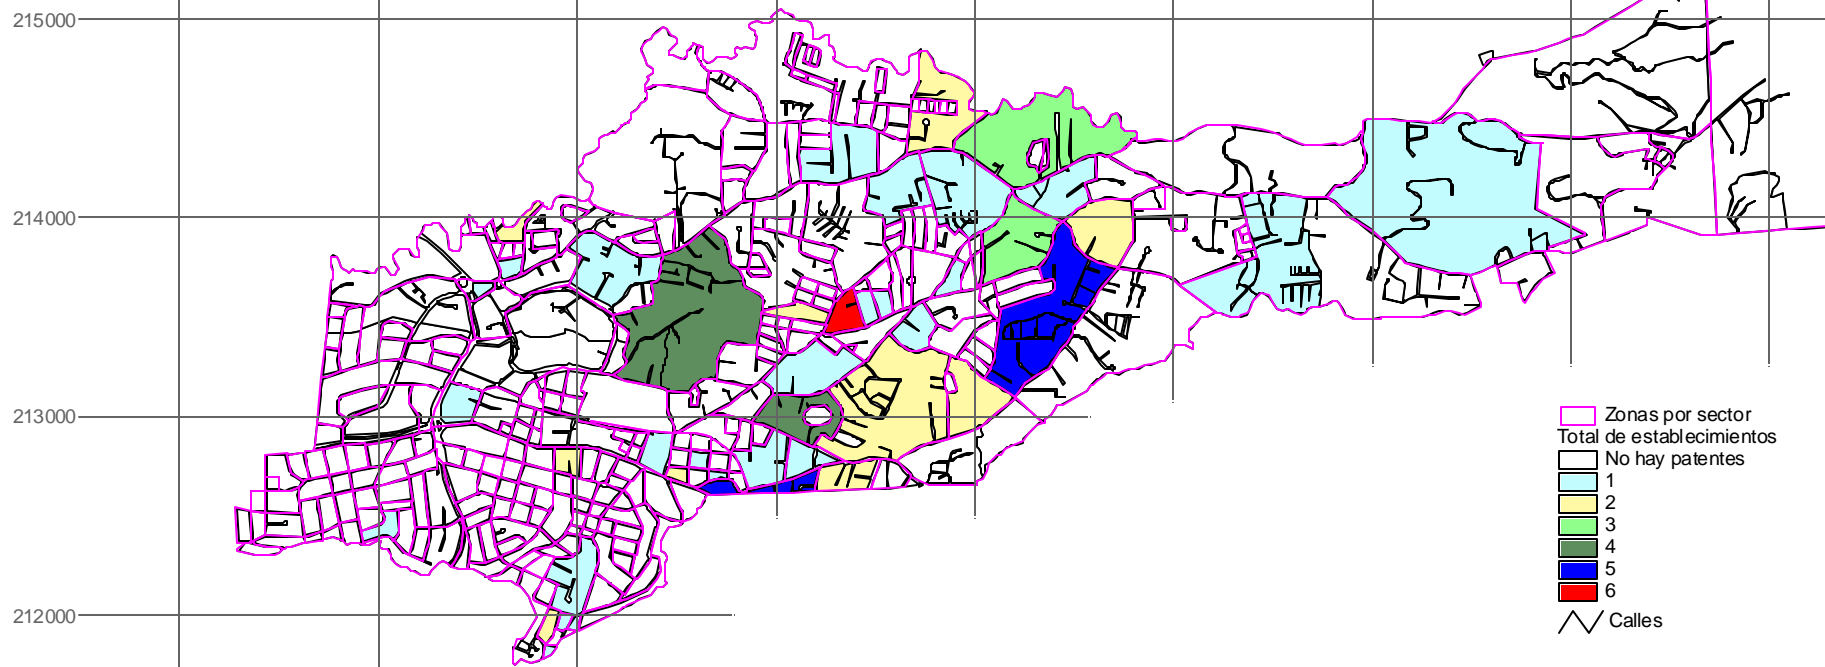 215000
214000
213000
212000
Zonas por sector
Total de establecimientos
No hay patentes
1
2
3
4
5
6
Calles